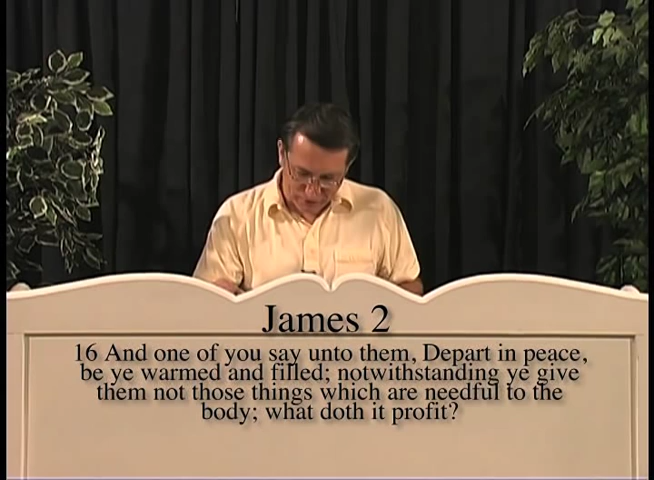 James 2
16 And one of you say unto them, Depart in peace,
be ye warmed and filled; notwithstanding ye give
them not those things which are needful to the
body; what doth it profit?